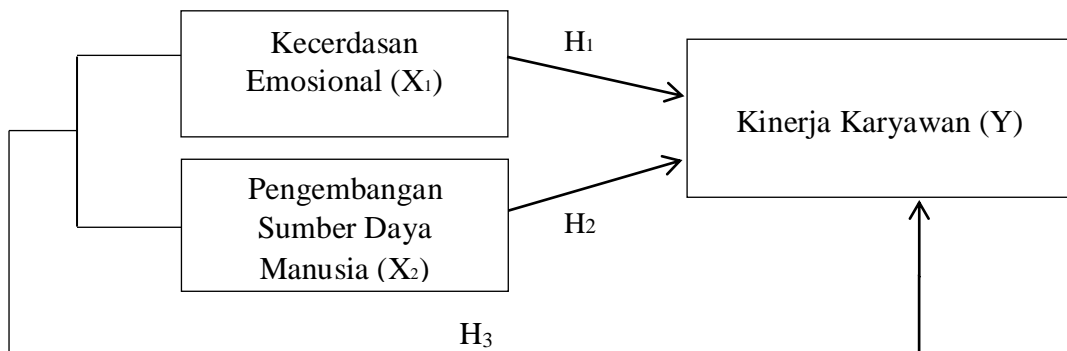 Kecerdasan
Emosional (X₁)
H₁
Kinerja Karyawan (Y)
Pengembangan
Sumber Daya
Manusia (X₂)
H₂
H₃